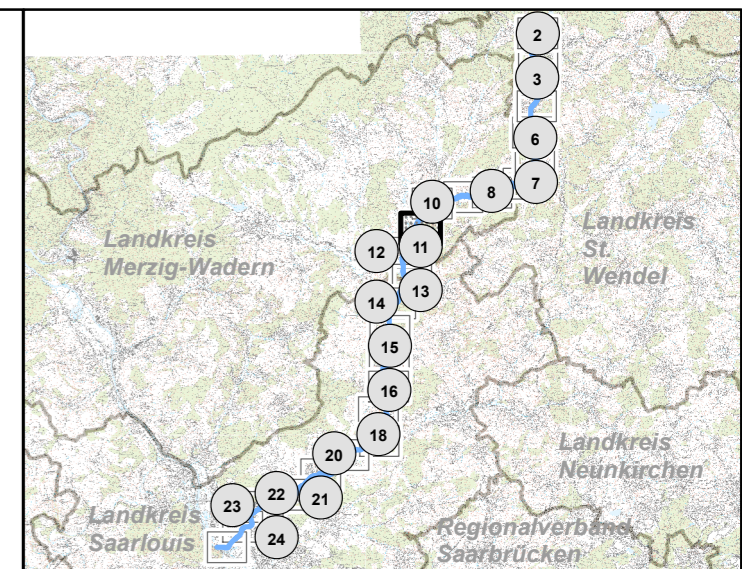 2
3
6
7
8
10
Landkreis
St.
Wendel
Landkreis
Merzig-Wadern
12
11
13
14
15
16
18
20
Landkreis
Neunkirchen
22
21
23
Landkreis
Saarlouis
24
Regionalverband
Saarbrücken